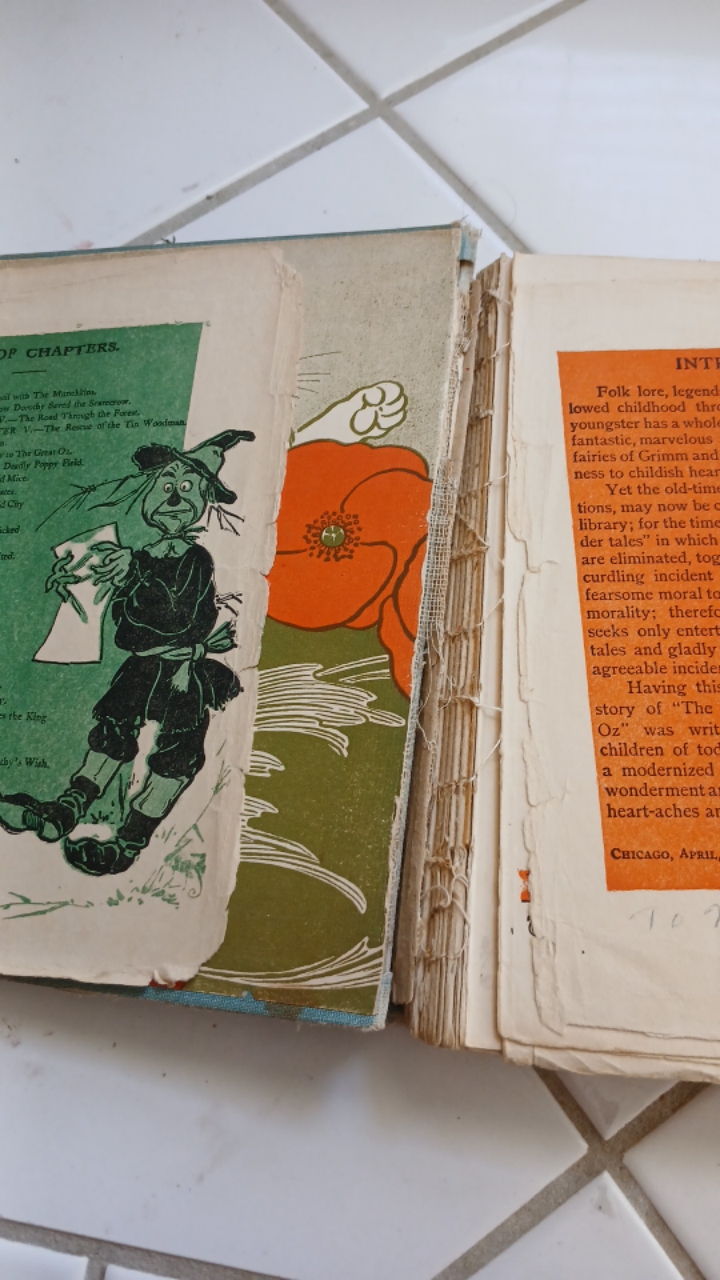 OF CHAPTERS.
cil with The Munchkins.
ow Dorothy Saved the Scarecrow.
V.—The Road Through the Forest.
TER V.—The Rescue of the Tin Woodman.
y to The Great Oz.
Deadly Poppy Field.
d Mice.
ates.
d City
icked
ited.
es the King
thy's Wish.
INTR
Folk lore, legend
lowed childhood thro
youngster has a whole
fantastic, marvelous
fairies of Grimm and
ness to childish hear
Yet the old-time
tions, may now be c
library; for the time
der tales" in which
are eliminated, tog
curdling incident
fearsome moral to
morality; therefo
seeks only entert
tales and gladly
agreeable incide
Having this
story of "The
Oz" was writ
children of tod
a modernized
wonderment a
heart-aches an
CHICAGO, APRIL,
TO